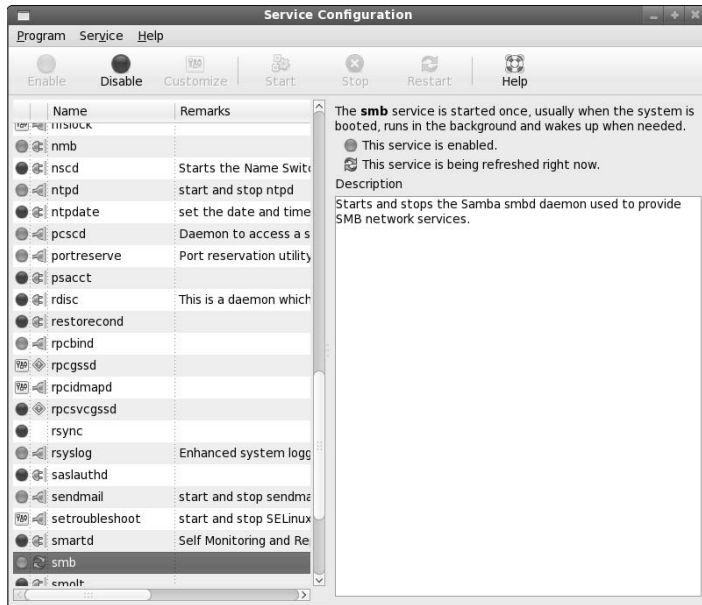 Service Configuration
Program Service Help
Enable Disable Customize Start Stop Restart Help
Name Remarks
nfslock
nmb
nscd Starts the Name Switc
ntpd start and stop ntpd
ntpdate set the date and time
pcscd Daemon to access a s
portreserve Port reservation utility
psacct
rdisc This is a daemon which
restorecond
rpcbind
rpcgssd
rpcidmapd
rpcsvcgssd
rsync
rsyslog Enhanced system logg
saslauthd
sendmail start and stop sendma
setroubleshoot start and stop SELinux
smartd Self Monitoring and Re
smb
smolt
The smb service is started once, usually when the system is
booted, runs in the background and wakes up when needed.
This service is enabled.
This service is being refreshed right now.
Description
Starts and stops the Samba smbd daemon used to provide
SMB network services.